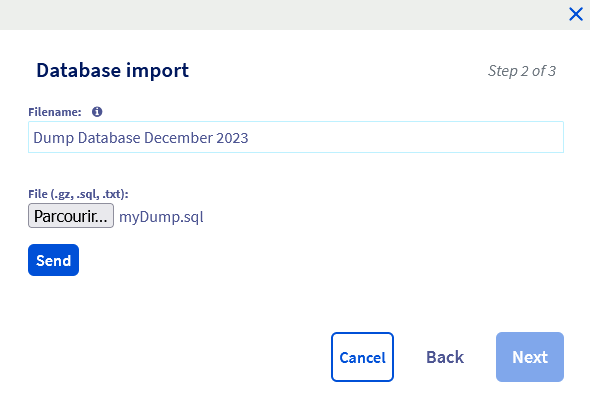 Database import
Step 2 of 3
Filename:
Dump Database December 2023
File (.gz, .sql, .txt):
Parcourir... myDump.sql
Send
Cancel Back Next